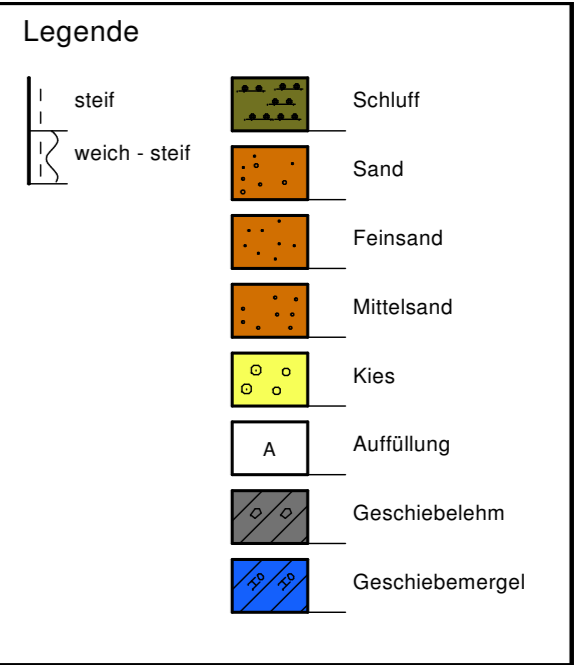 Legende
steif
weich - steif
Schluff
Sand
Feinsand
Mittelsand
Kies
A
Auffüllung
Geschiebelehm
Geschiebemergel